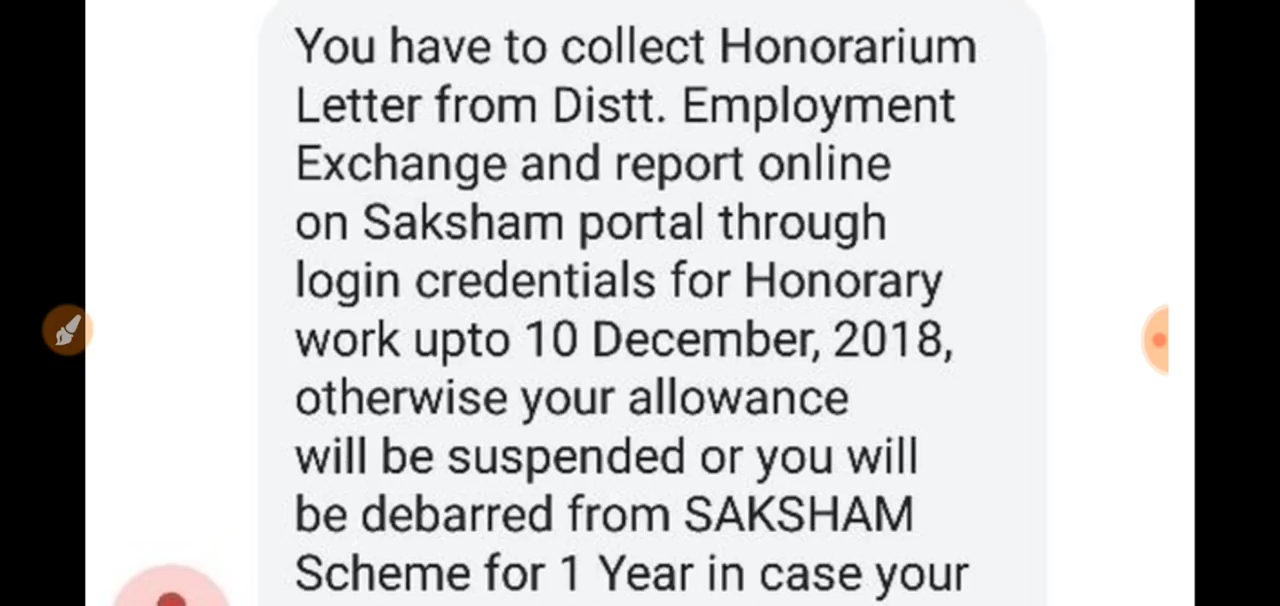 You have to collect Honorarium
Letter from Distt. Employment
Exchange and report online
on Saksham portal through
login credentials for Honorary
work upto 10 December, 2018,
otherwise your allowance
will be suspended or you will
be debarred from SAKSHAM
Scheme for 1 Year in case your